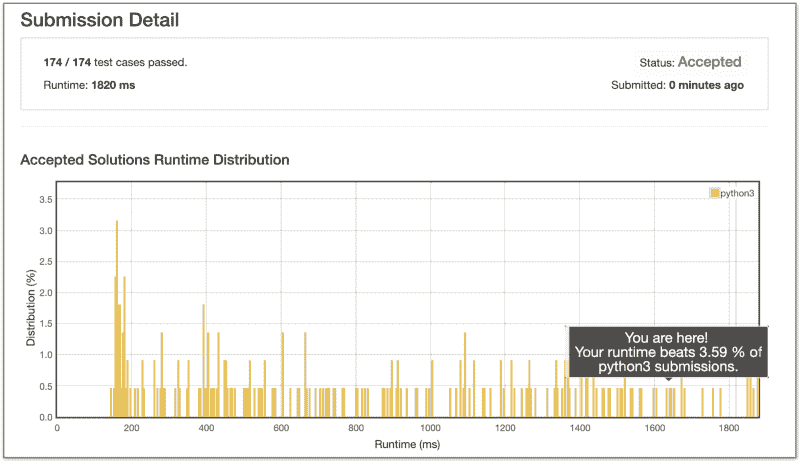 Submission Detail
174 / 174 test cases passed.
Status: Accepted
Runtime: 1820 ms
Submitted: 0 minutes ago
Accepted Solutions Runtime Distribution
python3
3.5
3.0
2.5
2.0
1.5
1.0
0.5
0.0
Distribution (%)
You are here!
Your runtime beats 3.59 % of
python3 submissions.
0
200
400
600
800
1000
1200
1400
1600
1800
Runtime (ms)